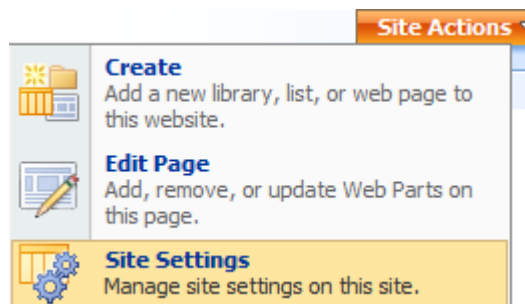 Site Actions
Create
Add a new library, list, or web page to
this website.
Edit Page
Add, remove, or update Web Parts on
this page.
Site Settings
Manage site settings on this site.